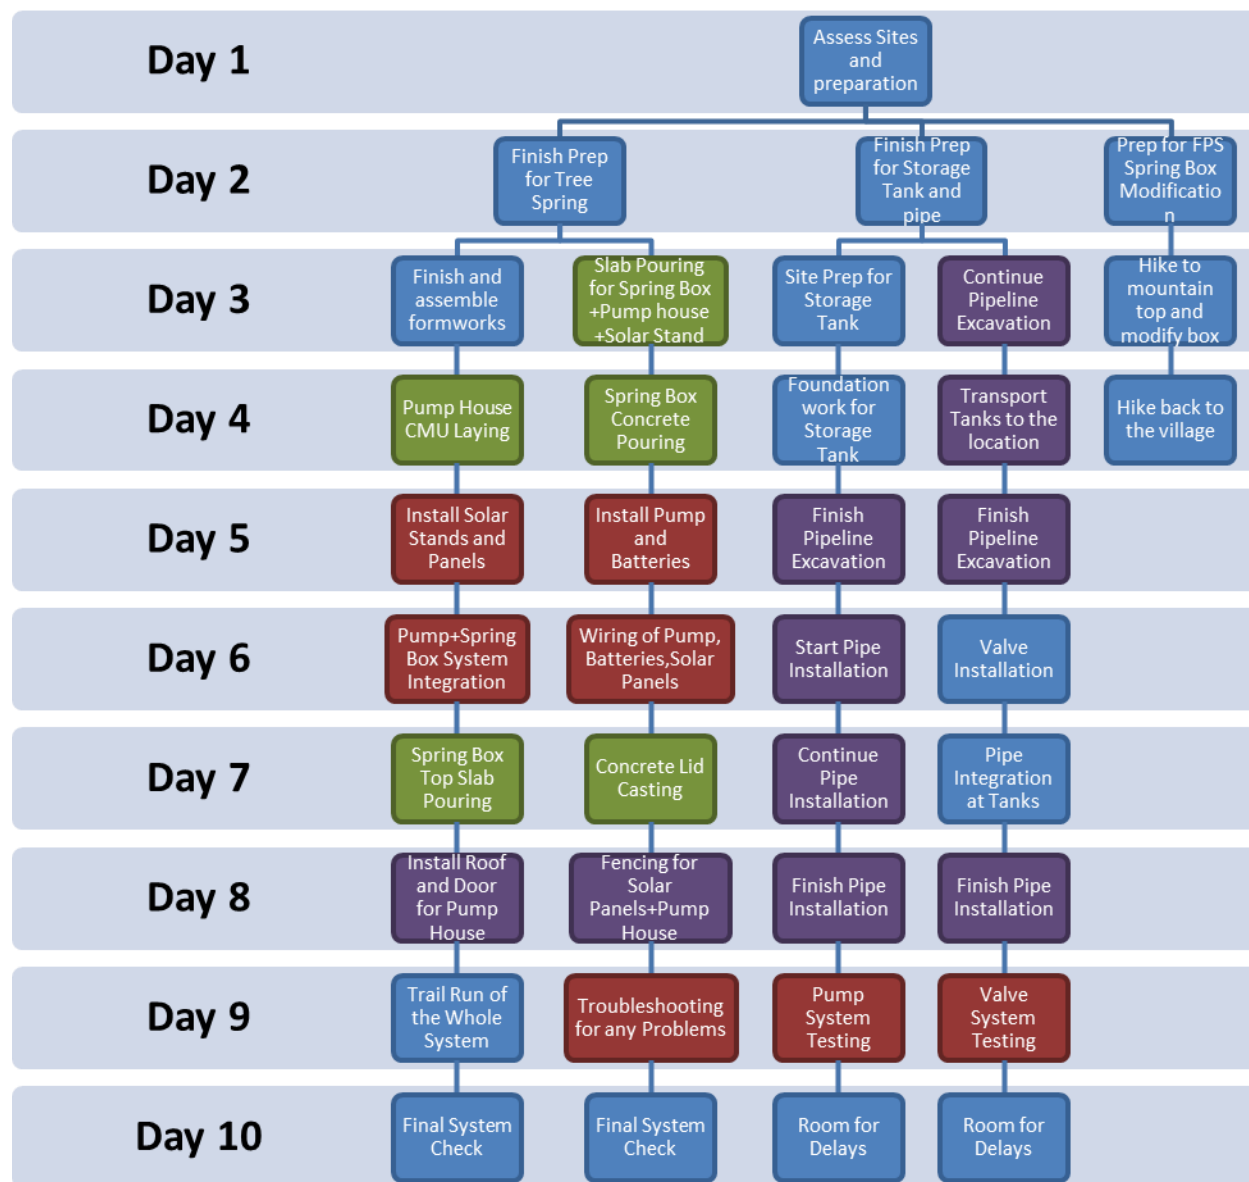 Day 1
Assess Sites
and
preparation
Day 2
Finish Prep
for Tree
Spring
Finish Prep
for Storage
Tank and
pipe
Prep for FPS
Spring Box
Modificatio
n
Day 3
Finish and
assemble
formworks
Slab Pouring
for Spring Box
+Pump house
+Solar Stand
Site Prep for
Storage
Tank
Continue
Pipeline
Excavation
Hike to
mountain
top and
modify box
Day 4
Pump House
CMU Laying
Spring Box
Concrete
Pouring
Foundation
work for
Storage
Tank
Transport
Tanks to the
location
Hike back to
the village
Day 5
Install Solar
Stands and
Panels
Install Pump
and
Batteries
Finish
Pipeline
Excavation
Finish
Pipeline
Excavation
Day 6
Pump+Spring
Box System
Integration
Wiring of Pump,
Batteries,Solar
Panels
Start Pipe
Installation
Valve
Installation
Day 7
Spring Box
Top Slab
Pouring
Concrete Lid
Casting
Continue
Pipe
Installation
Pipe
Integration
at Tanks
Day 8
Install Roof
and Door
for Pump
House
Fencing for
Solar
Panels+Pump
House
Finish Pipe
Installation
Finish Pipe
Installation
Day 9
Trail Run of
the Whole
System
Troubleshooting
for any Problems
Pump
System
Testing
Valve
System
Testing
Day 10
Final System
Check
Final System
Check
Room for
Delays
Room for
Delays